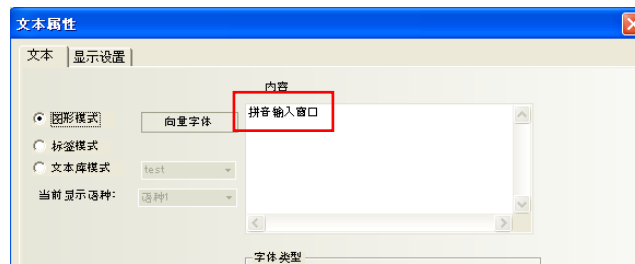 文本属性
文本 显示设置
内容
图形模式 向量字体 拼音输入窗口
标签模式
文本库模式 test
当前显示语种: 语种1
字体类型